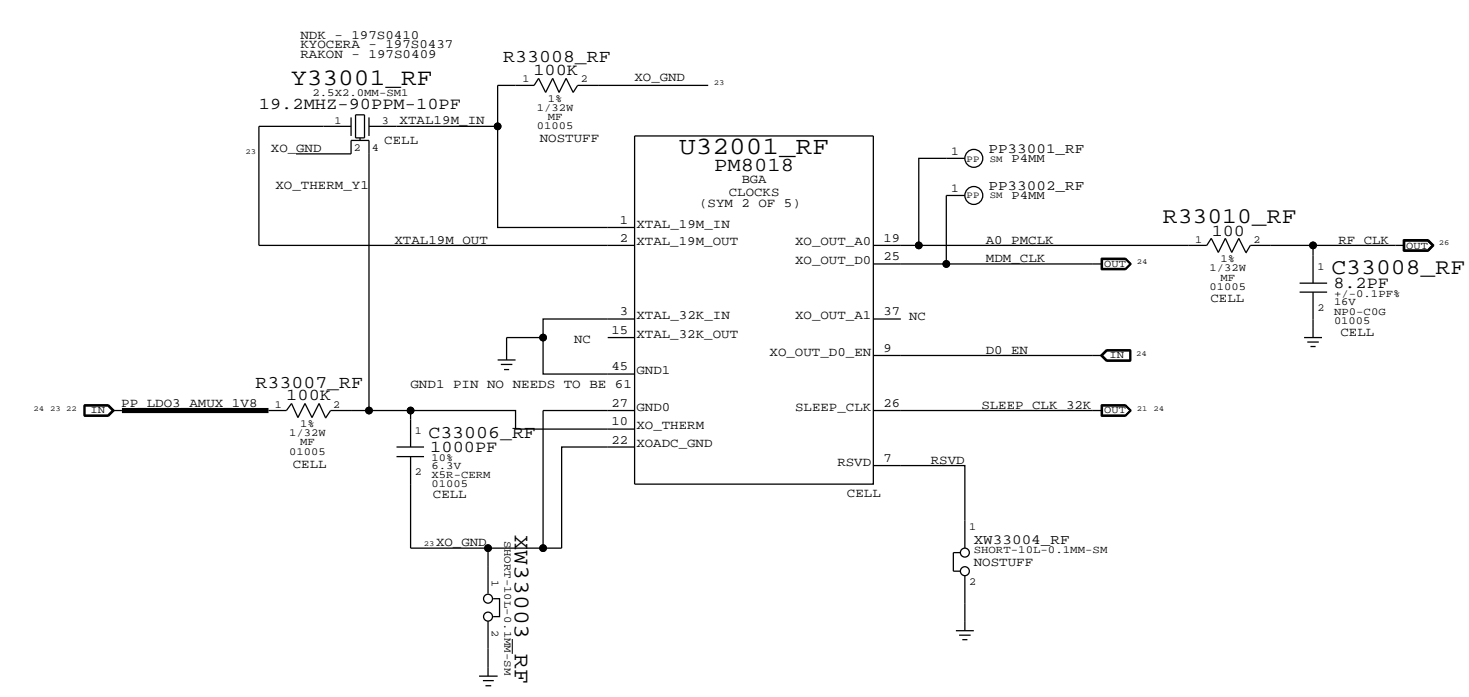 NDK - 197S0410
KYOCERA - 197S0437
RAKON - 197S0409
Y33001_RF
2.5X2.0MM-SM1
19.2MHZ-90PPM-10PF
1
3
XTAL19M_IN
CELL
23
XO_GND
2
4
XO_THERM_Y1
XTAL19M_OUT
R33008_RF
100K
1
2
XO_GND
23
1%
1/32W
MF
01005
NOSTUFF
U32001_RF
PM8018
BGA
CLOCKS
(SYM 2 OF 5)
1 XTAL_19M_IN
2 XTAL_19M_OUT
3 XTAL_32K_IN
NC 15 XTAL_32K_OUT
45 GND1
GND1 PIN NO NEEDS TO BE 61
27 GND0
10 XO_THERM
22 XOADC_GND
XO_OUT_A0 19 A0_PMCLK
XO_OUT_D0 25 MDM_CLK OUT 24
XO_OUT_A1 37 NC
XO_OUT_D0_EN 9 D0_EN IN 24
SLEEP_CLK 26 SLEEP_CLK_32K OUT 21 24
RSVD 7 RSVD
CELL
1 PP PP33001_RF
SM P4MM
1 PP PP33002_RF
SM P4MM
R33010_RF
100
1
2
RF_CLK OUT 26
1%
1/32W
MF
01005
CELL
1
C33008_RF
8.2PF
+/-0.1PF%
16V
2
NP0-C0G
01005
CELL
R33007_RF
100K
24 23 22 IN PP_LDO3_AMUX_1V8 1
2
1%
1/32W
MF
01005
CELL
1
C33006_RF
1000PF
10%
6.3V
2
X5R-CERM
01005
CELL
23 XO_GND
XW33003_RF
SHORT-10L-0.1MM-SM
1
2
1
XW33004_RF
SHORT-10L-0.1MM-SM
NOSTUFF
2